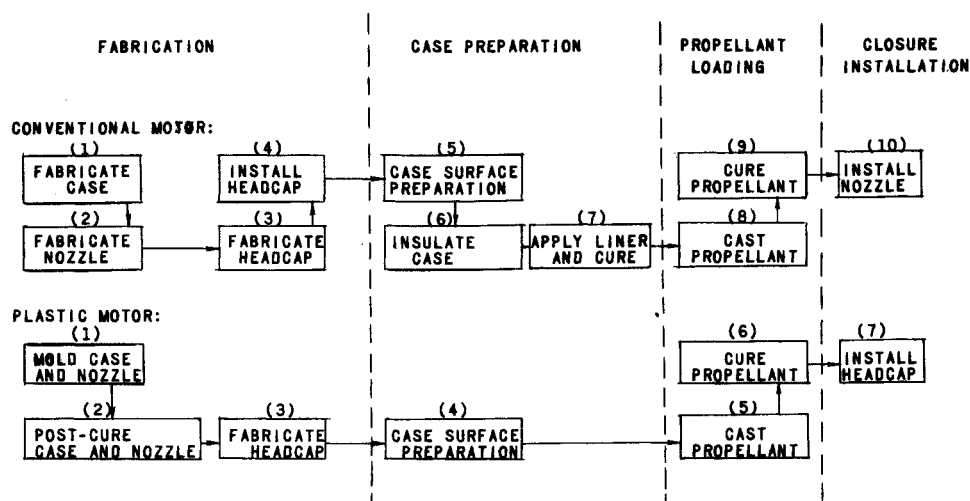 FABRICATION
CASE PREPARATION
PROPELLANT
LOADING
CLOSURE
INSTALLATION
CONVENTIONAL MOTOR:
(1)
FABRICATE
CASE
(2)
FABRICATE
NOZZLE
(3)
FABRICATE
HEADCAP
(4)
INSTALL
HEADCAP
(5)
CASE SURFACE
PREPARATION
(6)
INSULATE
CASE
(7)
APPLY LINER
AND CURE
(8)
CAST
PROPELLANT
(9)
CURE
PROPELLANT
(10)
INSTALL
NOZZLE
PLASTIC MOTOR:
(1)
MOLD CASE
AND NOZZLE
(2)
POST-CURE
CASE AND NOZZLE
(3)
FABRICATE
HEADCAP
(4)
CASE SURFACE
PREPARATION
(5)
CAST
PROPELLANT
(6)
CURE
PROPELLANT
(7)
INSTALL
HEADCAP